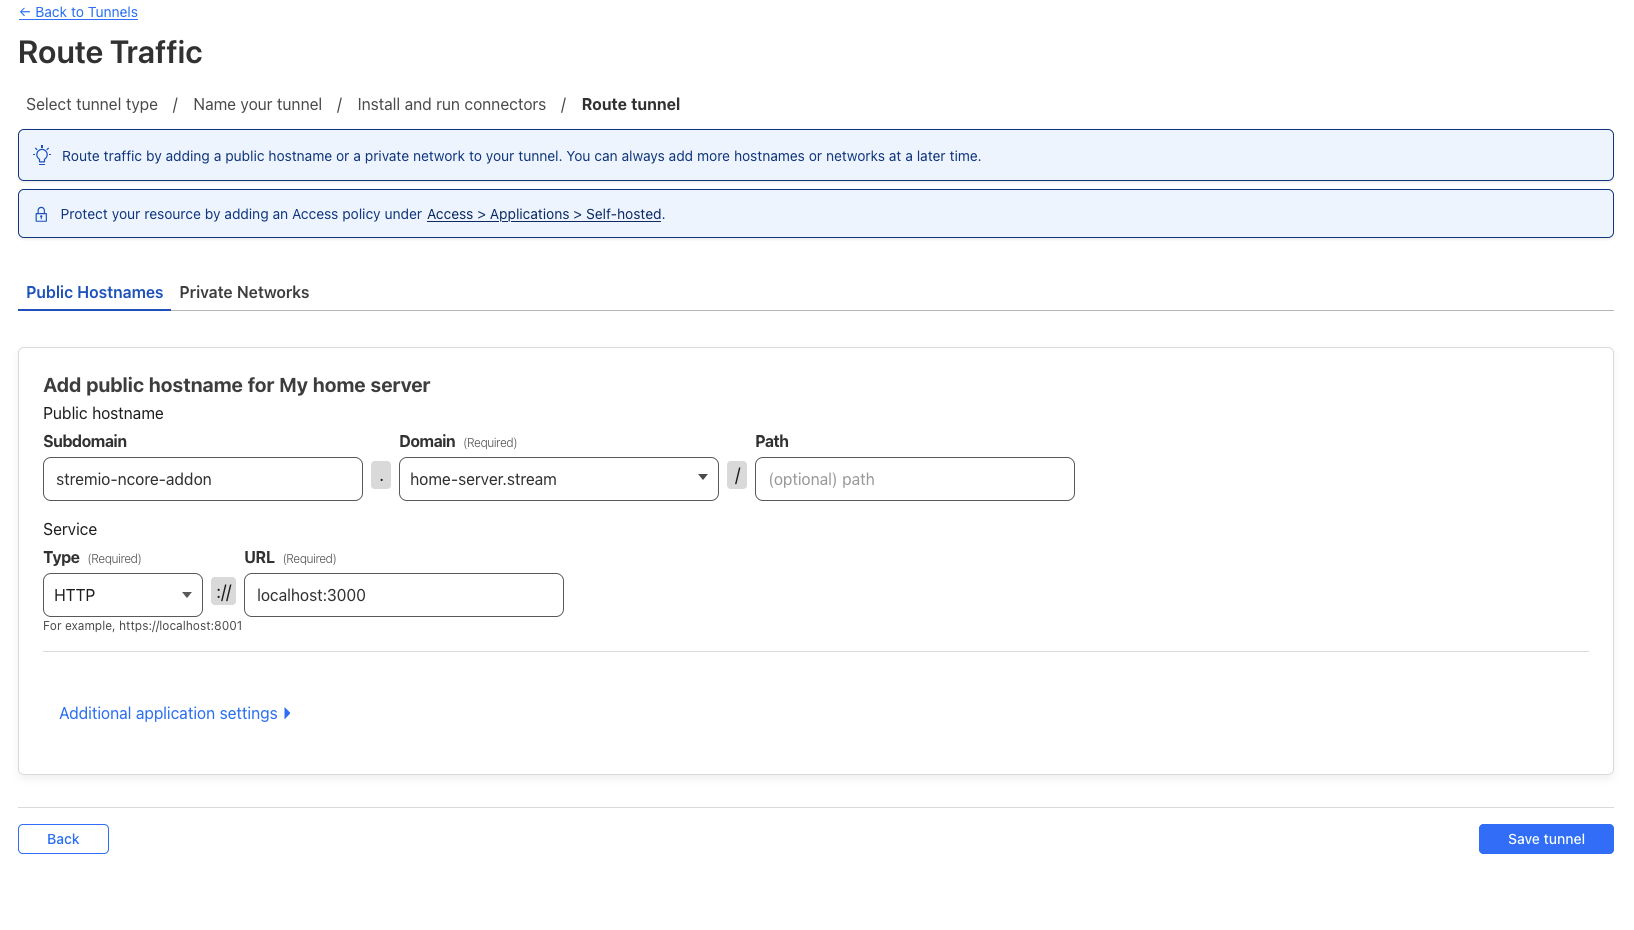 ← Back to Tunnels
Route Traffic
Select tunnel type / Name your tunnel / Install and run connectors / Route tunnel
Route traffic by adding a public hostname or a private network to your tunnel. You can always add more hostnames or networks at a later time.
Protect your resource by adding an Access policy under Access > Applications > Self-hosted.
Public Hostnames Private Networks
Add public hostname for My home server
Public hostname
Subdomain Domain (Required) Path
stremio-ncore-addon . home-server.stream / (optional) path
Service
Type (Required) URL (Required)
HTTP :// localhost:3000
For example, https://localhost:8001
Additional application settings
Back Save tunnel